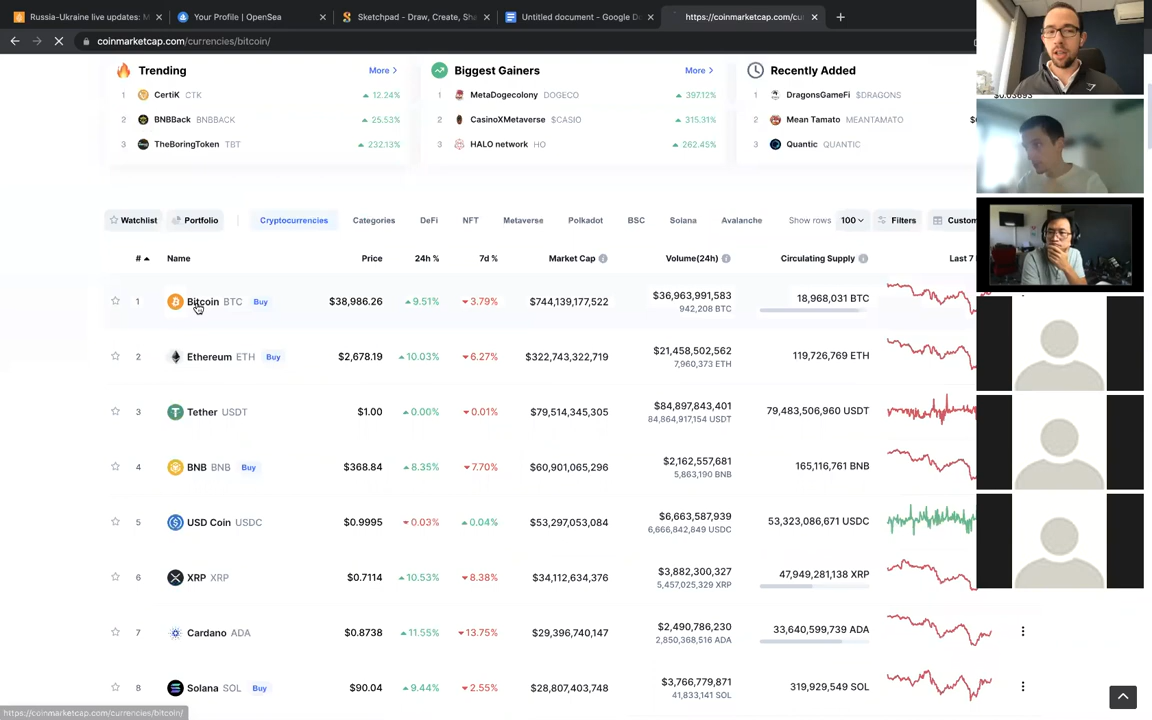 Russia-Ukraine live updates: M
Your Profile | OpenSea
Sketchpad - Draw, Create, Sha
Untitled document - Google Do
https://coinmarketcap.com/cu
coinmarketcap.com/currencies/bitcoin/
Trending More
Biggest Gainers More
Recently Added
1 CertiK CTK 12.24%
1 MetaDogecolony DOGECO 397.12%
1 DragonsGameFi $DRAGONS $0.03693
2 BNBBack BNBBACK 25.53%
2 CasinoXMetaverse $CASIO 315.31%
2 Mean Tamato MEANTAMATO
3 TheBoringToken TBT 232.13%
3 HALO network HO 262.45%
3 Quantic QUANTIC
Watchlist Portfolio Cryptocurrencies Categories DeFi NFT Metaverse Polkadot BSC Solana Avalanche Show rows 100 Filters Custom
# Name Price 24h % 7d % Market Cap Volume(24h) Circulating Supply Last 7
1 Bitcoin BTC Buy $38,986.26 9.51% 3.79% $744,139,177,522 $36,963,991,583 18,968,031 BTC
942,208 BTC
2 Ethereum ETH Buy $2,678.19 10.03% 6.27% $322,743,322,719 $21,458,502,562 119,726,769 ETH
7,960,373 ETH
3 Tether USDT $1.00 0.00% 0.01% $79,514,345,305 $84,897,843,401 79,483,506,960 USDT
84,864,917,154 USDT
4 BNB BNB Buy $368.84 8.35% 7.70% $60,901,065,296 $2,162,557,681 165,116,761 BNB
5,863,190 BNB
5 USD Coin USDC $0.9995 0.03% 0.04% $53,297,053,084 $6,663,587,939 53,323,086,671 USDC
6,666,842,849 USDC
6 XRP XRP $0.7114 10.53% 8.38% $34,112,634,376 $3,882,300,327 47,949,281,138 XRP
5,457,025,329 XRP
7 Cardano ADA $0.8738 11.55% 13.75% $29,396,740,147 $2,490,786,230 33,640,599,739 ADA
2,850,368,516 ADA
8 Solana SOL Buy $90.04 9.44% 2.55% $28,807,403,748 $3,766,779,871 319,929,549 SOL
41,833,141 SOL
https://coinmarketcap.com/currencies/bitcoin/